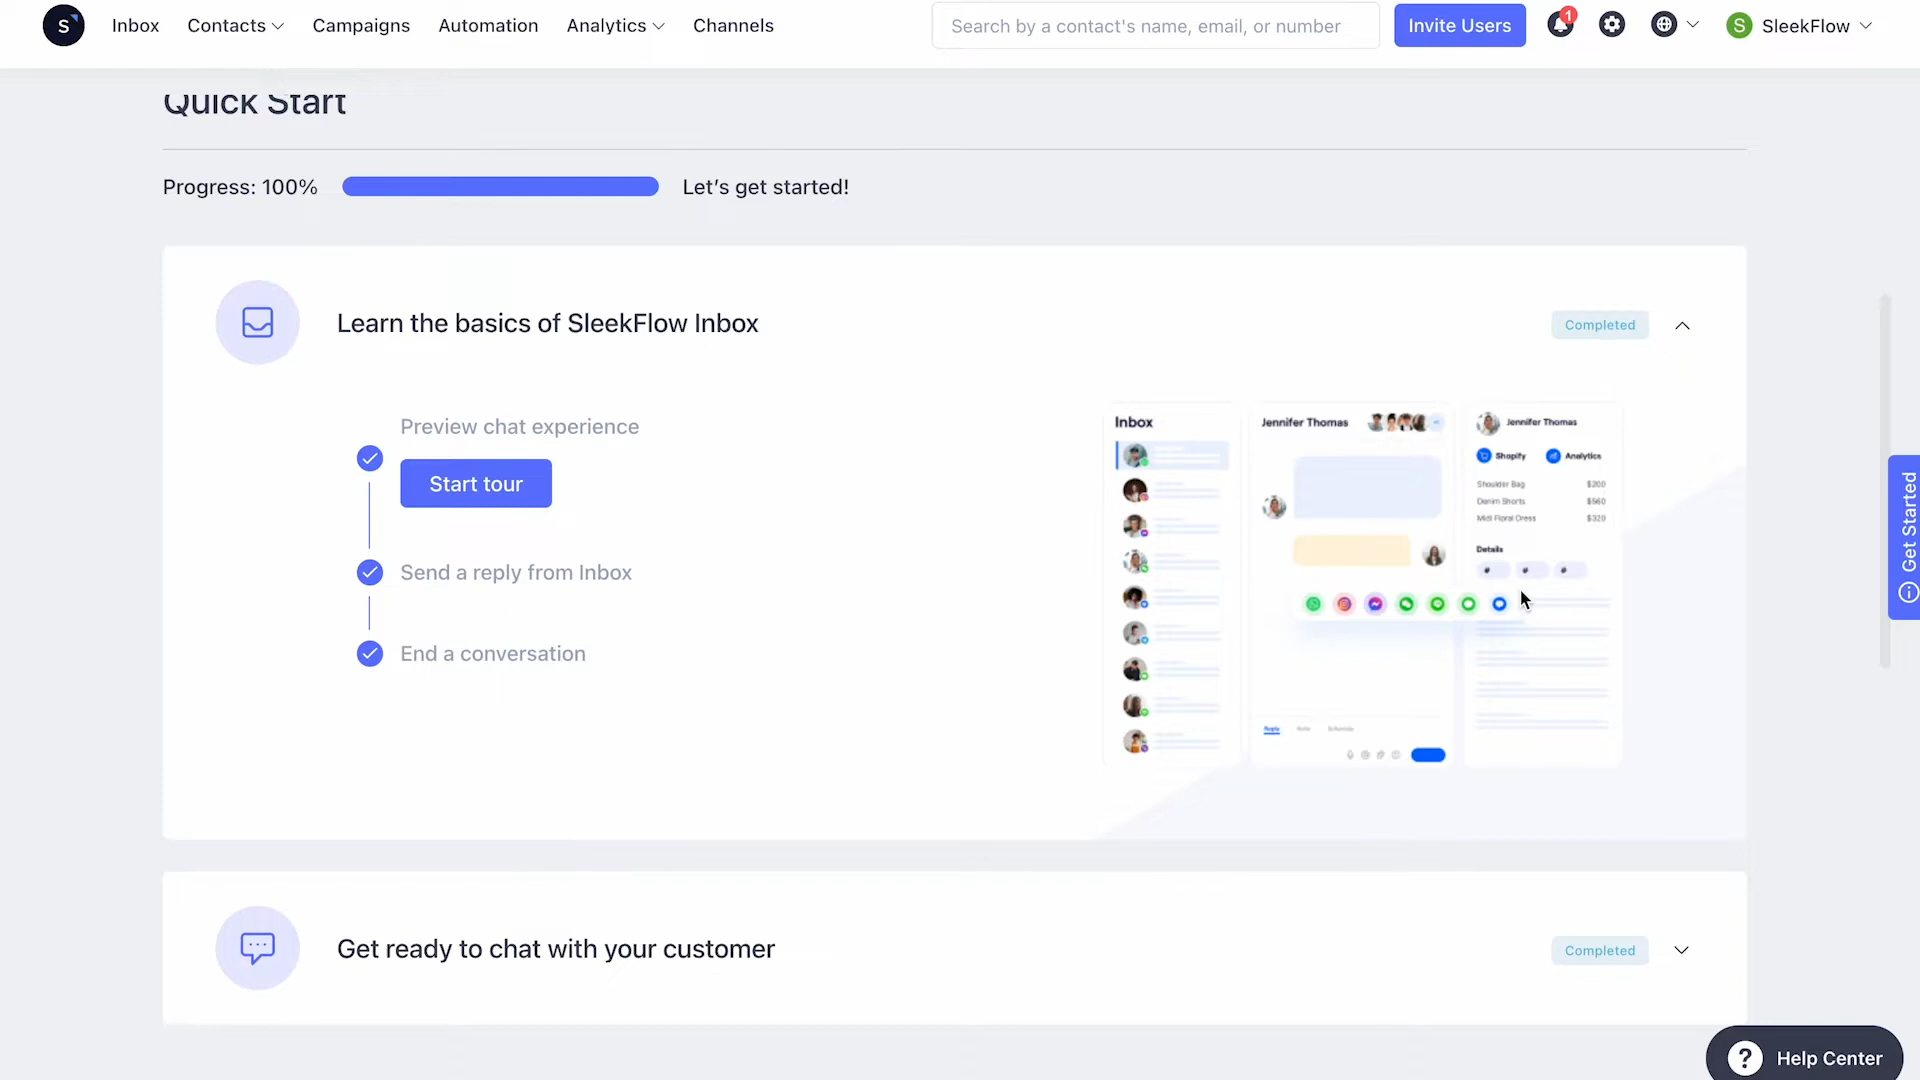 S
Inbox
Contacts
Campaigns
Automation
Analytics
Channels
Search by a contact's name, email, or number
Invite Users
1
S
SleekFlow
Quick Start
Progress: 100%
Let's get started!
Learn the basics of SleekFlow Inbox
Completed
Preview chat experience
Start tour
Send a reply from Inbox
End a conversation
Inbox
Jennifer Thomas
Jennifer Thomas
Shopify
Analytics
Shoulder Bag
$200
Denim Shorts
$560
Midi Floral Dress
$320
Details
#
#
#
Reply
Note
Schedule
Get Started
Get ready to chat with your customer
Completed
? Help Center